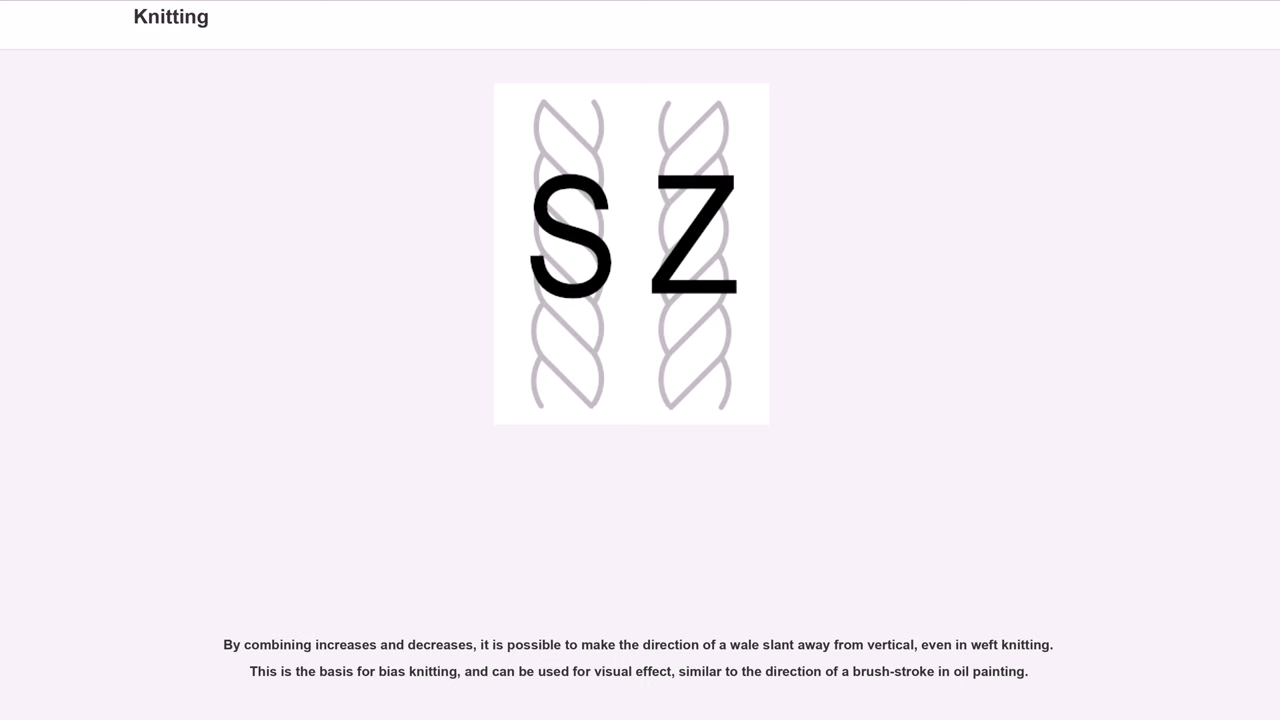 Knitting
S Z
By combining increases and decreases, it is possible to make the direction of a wale slant away from vertical, even in weft knitting.
This is the basis for bias knitting, and can be used for visual effect, similar to the direction of a brush-stroke in oil painting.